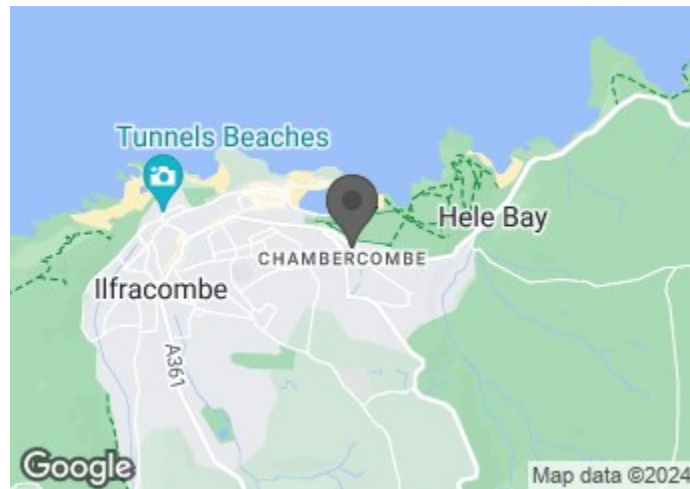 Tunnels Beaches
Hele Bay
CHAMBERCOMBE
Ilfracombe
A361
Google
Map data ©2024